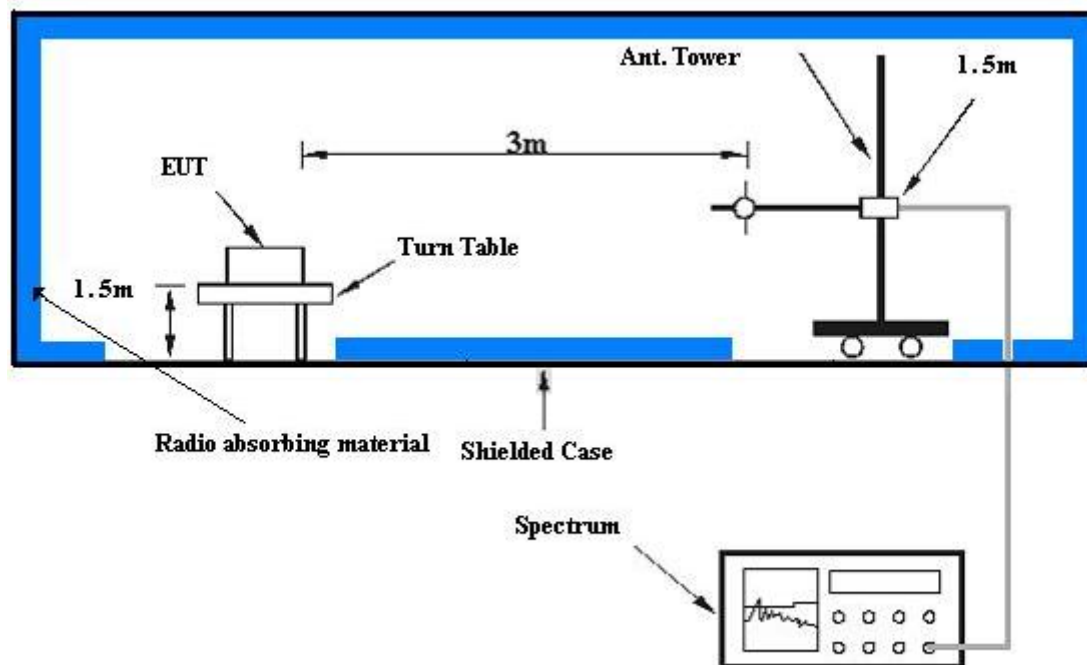 Ant. Tower
1.5m
3m
EUT
Turn Table
1.5m
Radio absorbing material
Shielded Case
Spectrum